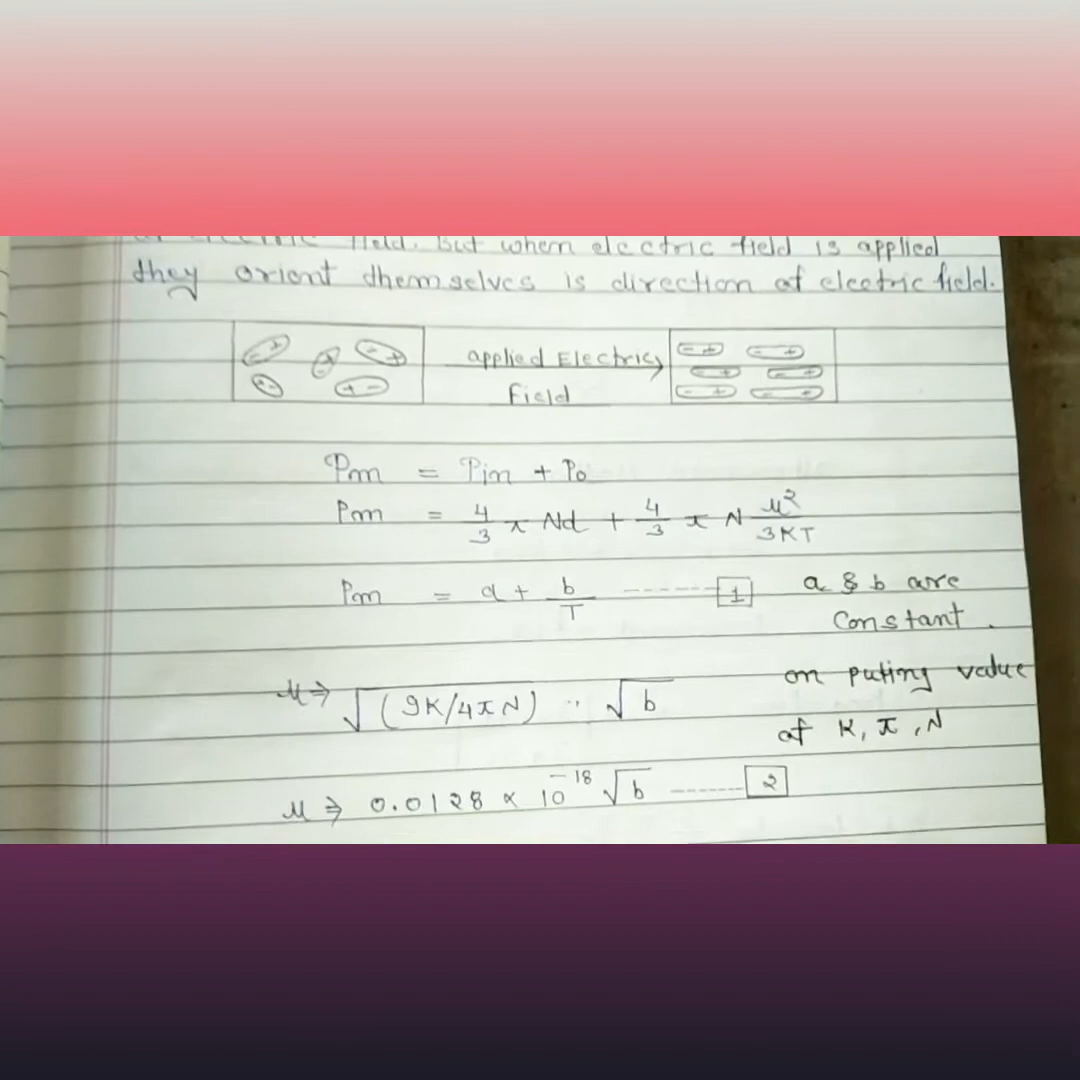 field. But when electric field is applied
they orient themselves is direction of electric field.
applied Electric
Field
Pm = Pin + Po
Pm = 4/3 π Nα + 4/3 π N μ²/3KT
Pm = a + b/T ------ 1 a & b are
Constant.
μ ⇒ √(9K/4πN) .. √b on puting value
of K, π, N
μ ⇒ 0.0128 × 10⁻¹⁸ √b ------ 2